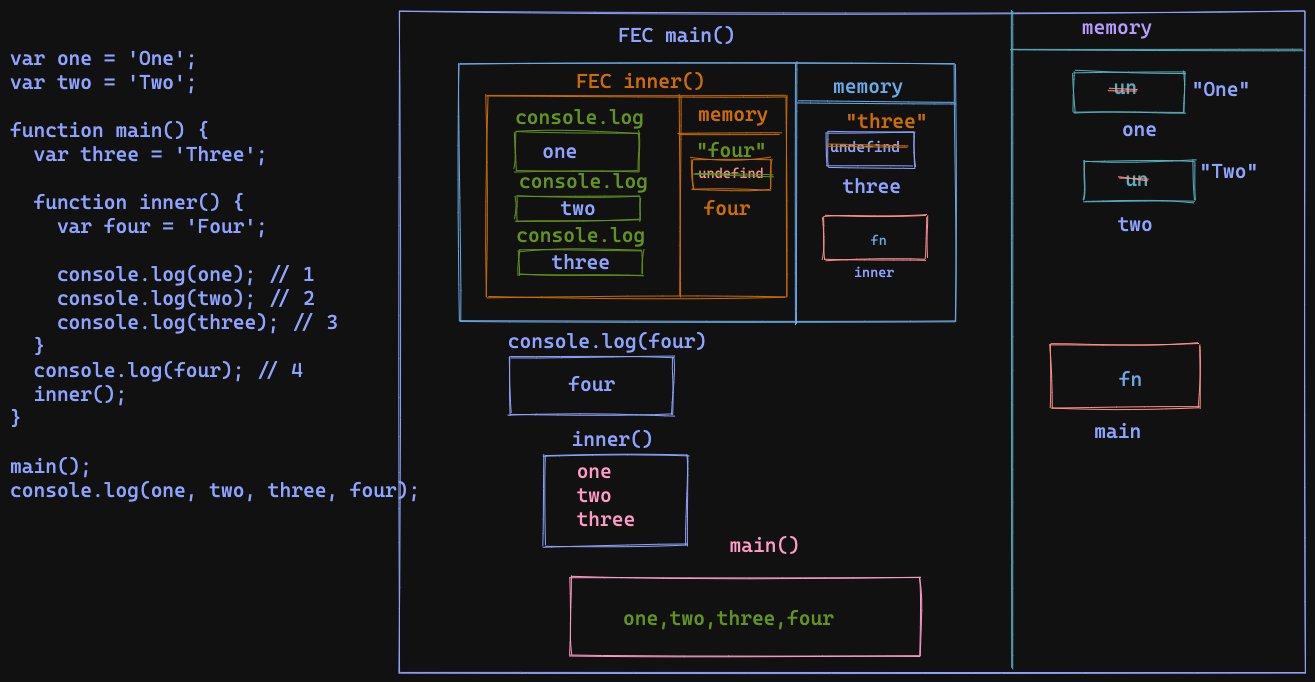 var one = 'One';
var two = 'Two';
function main() {
var three = 'Three';
function inner() {
var four = 'Four';
console.log(one); // 1
console.log(two); // 2
console.log(three); // 3
}
console.log(four); // 4
inner();
}
main();
console.log(one, two, three, four);
FEC main()
FEC inner()
console.log
one
console.log
two
console.log
three
memory
"four"
undefind
four
memory
"three"
undefind
three
fn
inner
console.log(four)
four
inner()
one
two
three
main()
one,two,three,four
memory
un "One"
one
un "Two"
two
fn
main